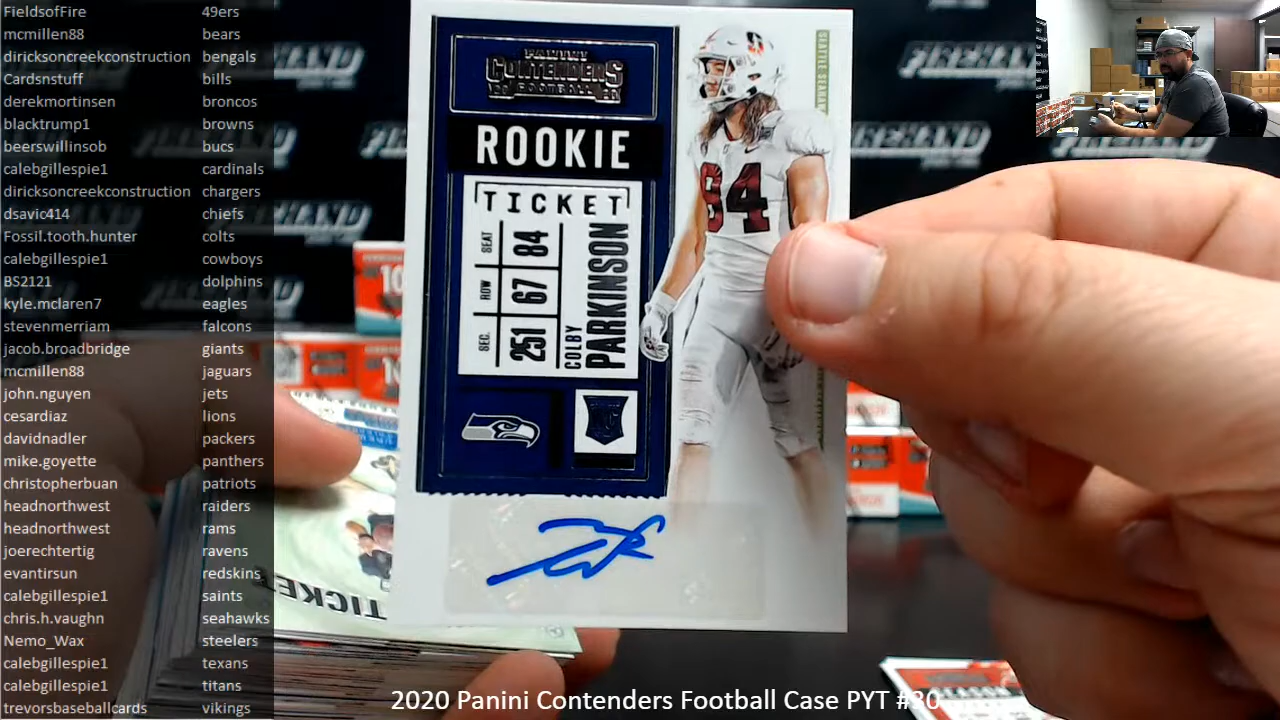 FieldsofFire 49ers
mcmillen88 bears
diricksoncreekconstruction bengals
Cardsnstuff bills
derekmortinsen broncos
blacktrump1 browns
beerswillinsob bucs
calebgillespie1 cardinals
diricksoncreekconstruction chargers
dsavic414 chiefs
Fossil.tooth.hunter colts
calebgillespie1 cowboys
BS2121 dolphins
kyle.mclaren7 eagles
stevenmerriam falcons
jacob.broadbridge giants
mcmillen88 jaguars
john.nguyen jets
cesardiaz lions
davidnadler packers
mike.goyette panthers
christopherbuan patriots
headnorthwest raiders
headnorthwest rams
joerechtertig ravens
evantirsun redskins
calebgillespie1 saints
chris.h.vaughn seahawks
Nemo_Wax steelers
calebgillespie1 texans
calebgillespie1 titans
trevorsbaseballcards vikings
PANINI
CONTENDERS
FOOTBALL
ROOKIE
TICKET
SEAT 84
ROW 67
SEC. 251
COLBY
PARKINSON
84
FIREHAND
TICKET
2020 Panini Contenders Football Case PYT #30